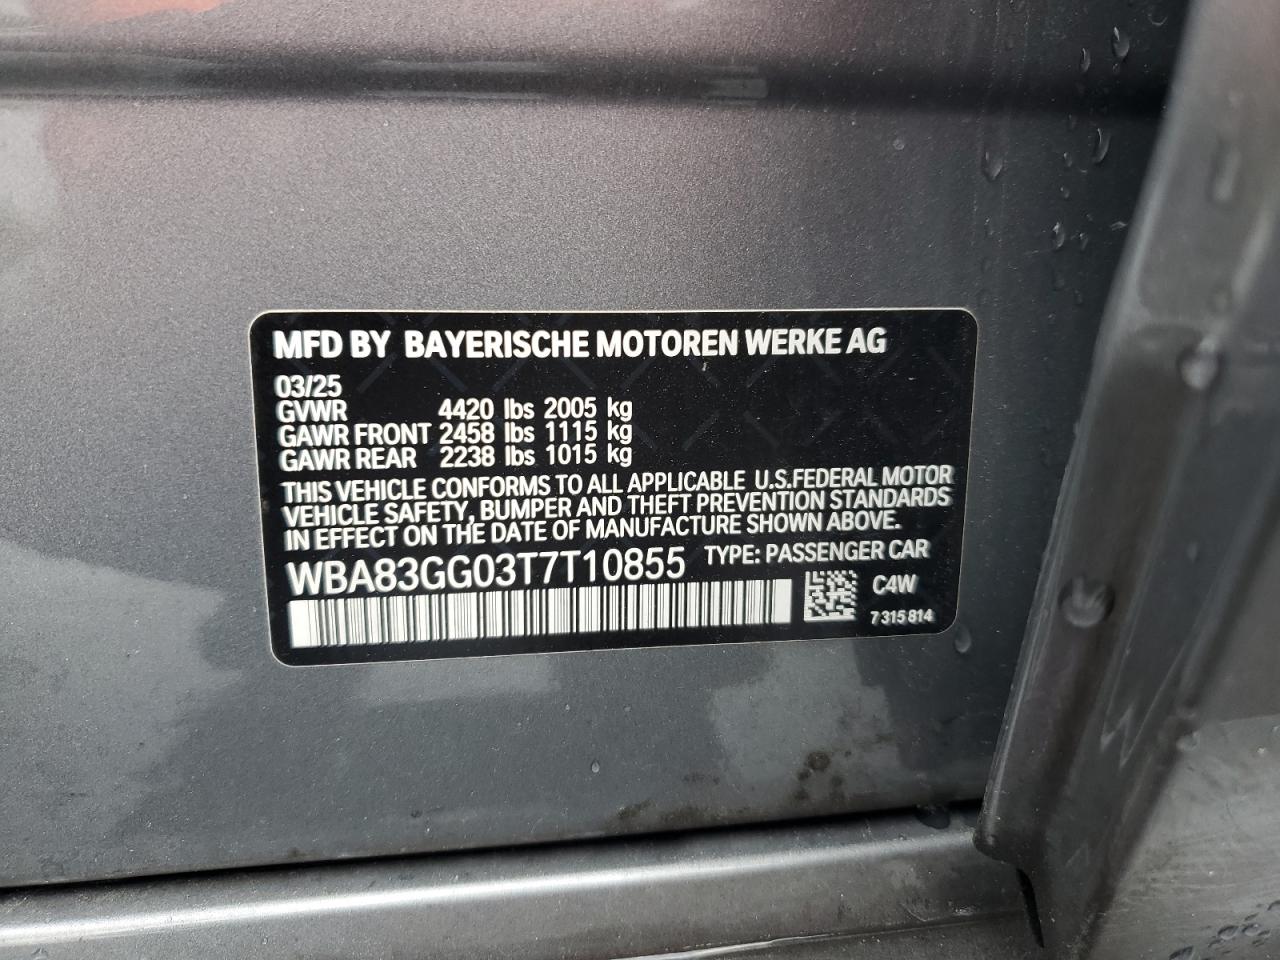 MFD BY BAYERISCHE MOTOREN WERKE AG
03/25
GVWR 4420 lbs 2005 kg
GAWR FRONT 2458 lbs 1115 kg
GAWR REAR 2238 lbs 1015 kg
THIS VEHICLE CONFORMS TO ALL APPLICABLE U.S.FEDERAL MOTOR
VEHICLE SAFETY, BUMPER AND THEFT PREVENTION STANDARDS
IN EFFECT ON THE DATE OF MANUFACTURE SHOWN ABOVE.
WBA83GG03T7T10855 TYPE: PASSENGER CAR
C4W
7 315 814